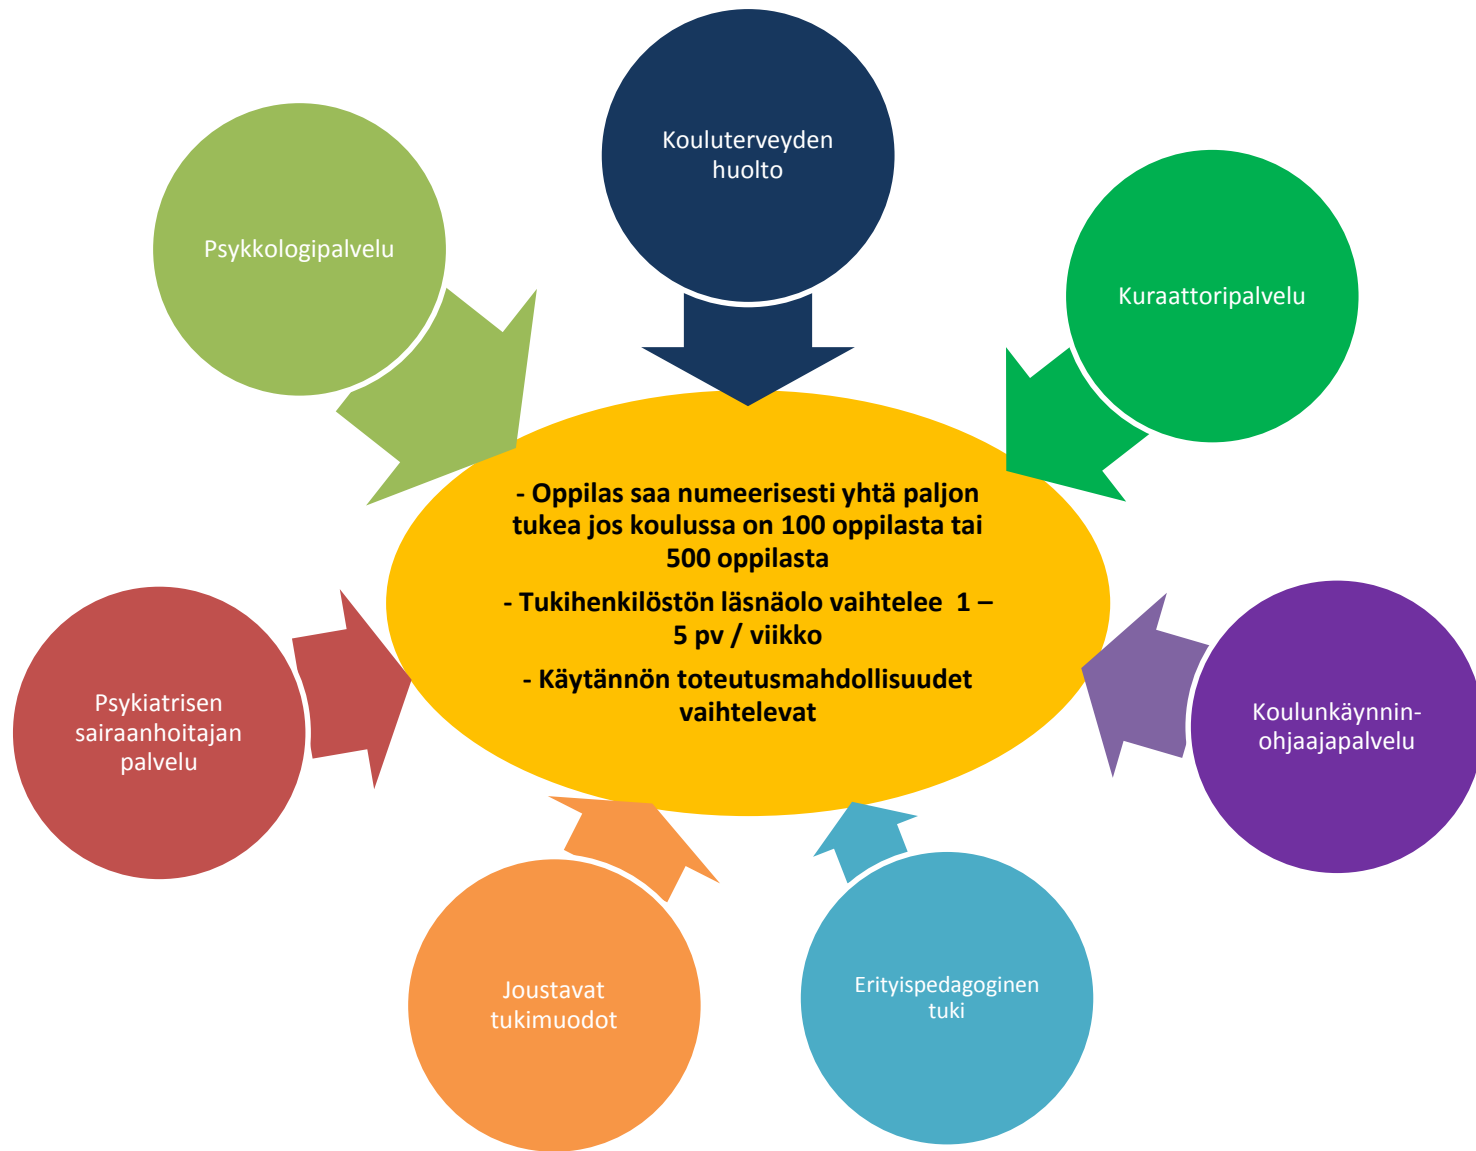 Kouluterveyden
huolto
Psykkologipalvelu
Kuraattoripalvelu
- Oppilas saa numeerisesti yhtä paljon
tukea jos koulussa on 100 oppilasta tai
500 oppilasta
- Tukihenkilöstön läsnäolo vaihtelee 1 –
5 pv / viikko
- Käytännön toteutusmahdollisuudet
vaihtelevat
Psykiatrisen
sairaanhoitajan
palvelu
Koulunkäynnin-
ohjaajapalvelu
Joustavat
tukimuodot
Erityispedagoginen
tuki